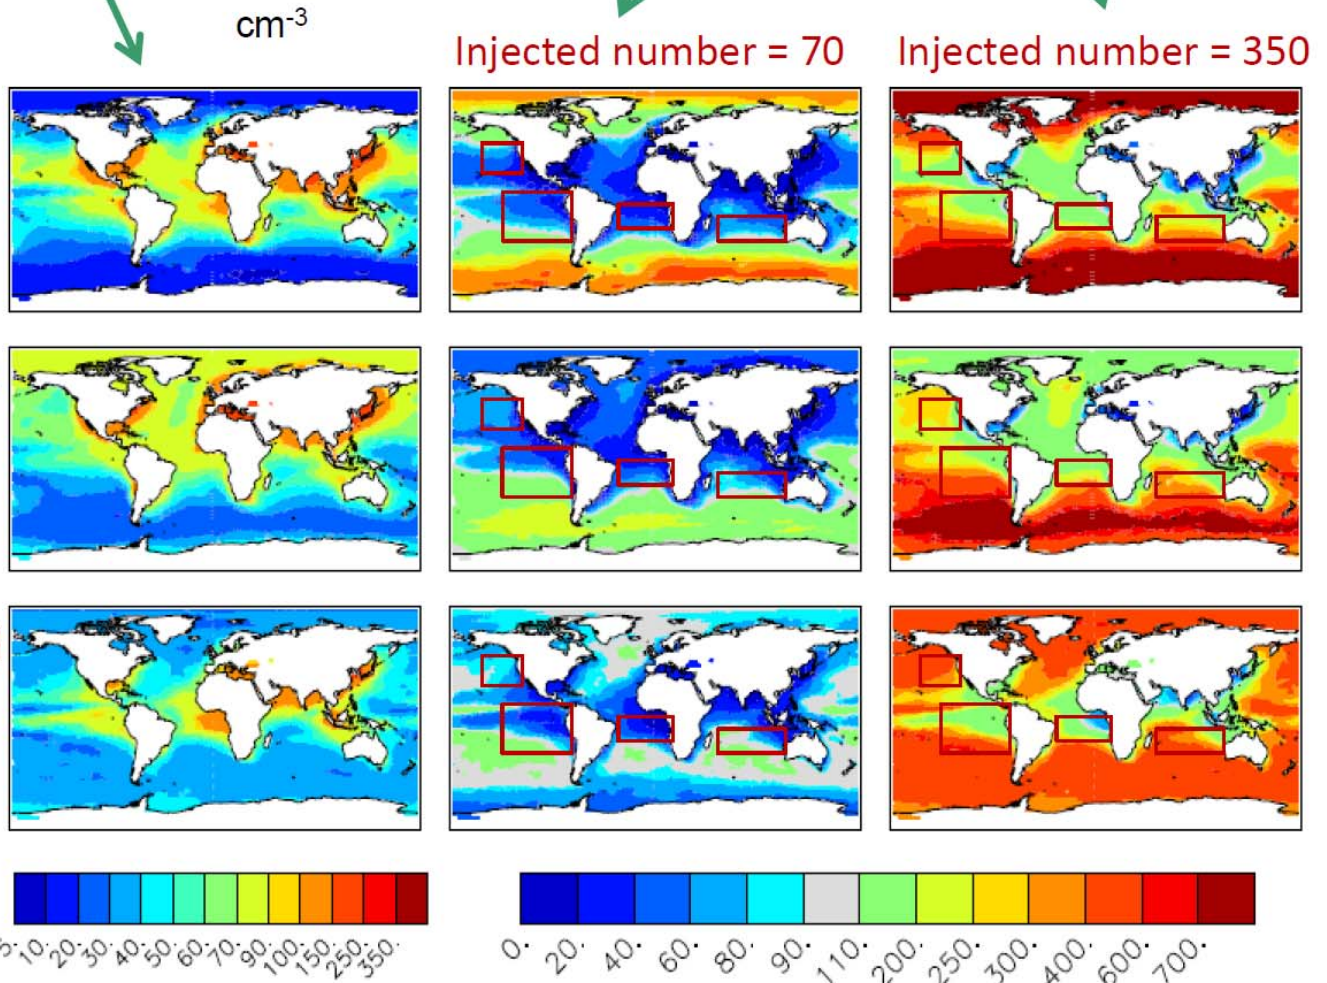 cm-3
Injected number = 70
Injected number = 350
5. 10. 20. 30. 40. 50. 60. 70. 90. 100. 150. 250. 350.
0. 20. 40. 60. 80. 90. 110. 200. 250. 300. 400. 600. 700.